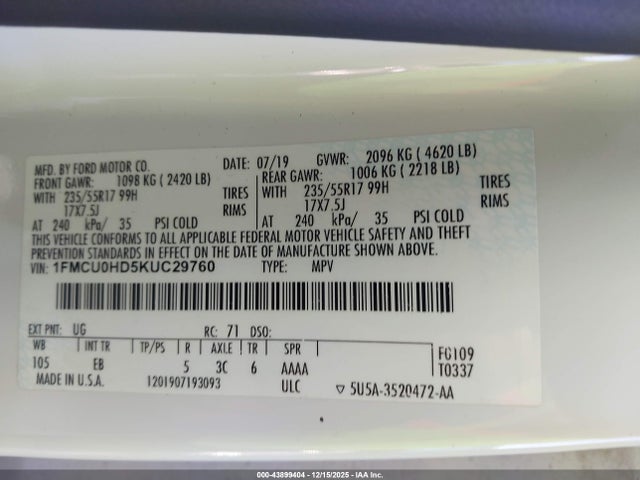 MFD. BY FORD MOTOR CO. DATE: 07/19 GVWR: 2096 KG ( 4620 LB)
FRONT GAWR: 1098 KG ( 2420 LB) REAR GAWR: 1006 KG ( 2218 LB)
WITH 235/55R17 99H TIRES WITH 235/55R17 99H TIRES
17X7.5J RIMS 17X7.5J RIMS
AT 240 kPa/ 35 PSI COLD AT 240 kPa/ 35 PSI COLD
THIS VEHICLE CONFORMS TO ALL APPLICABLE FEDERAL MOTOR VEHICLE SAFETY AND THEFT
PREVENTION STANDARDS IN EFFECT ON THE DATE OF MANUFACTURE SHOWN ABOVE.
VIN: 1FMCU0HD5KUC29760 TYPE: MPV
EXT PNT: UG RC: 71 DSO:
WB INT TR TP/PS R AXLE TR SPR
105 EB 5 3C 6 AAAA
FC109
T0337
MADE IN U.S.A. 1201907193093 ULC ▽ 5U5A-3520472-AA
000-43899404 - 12/15/2025 - IAA Inc.